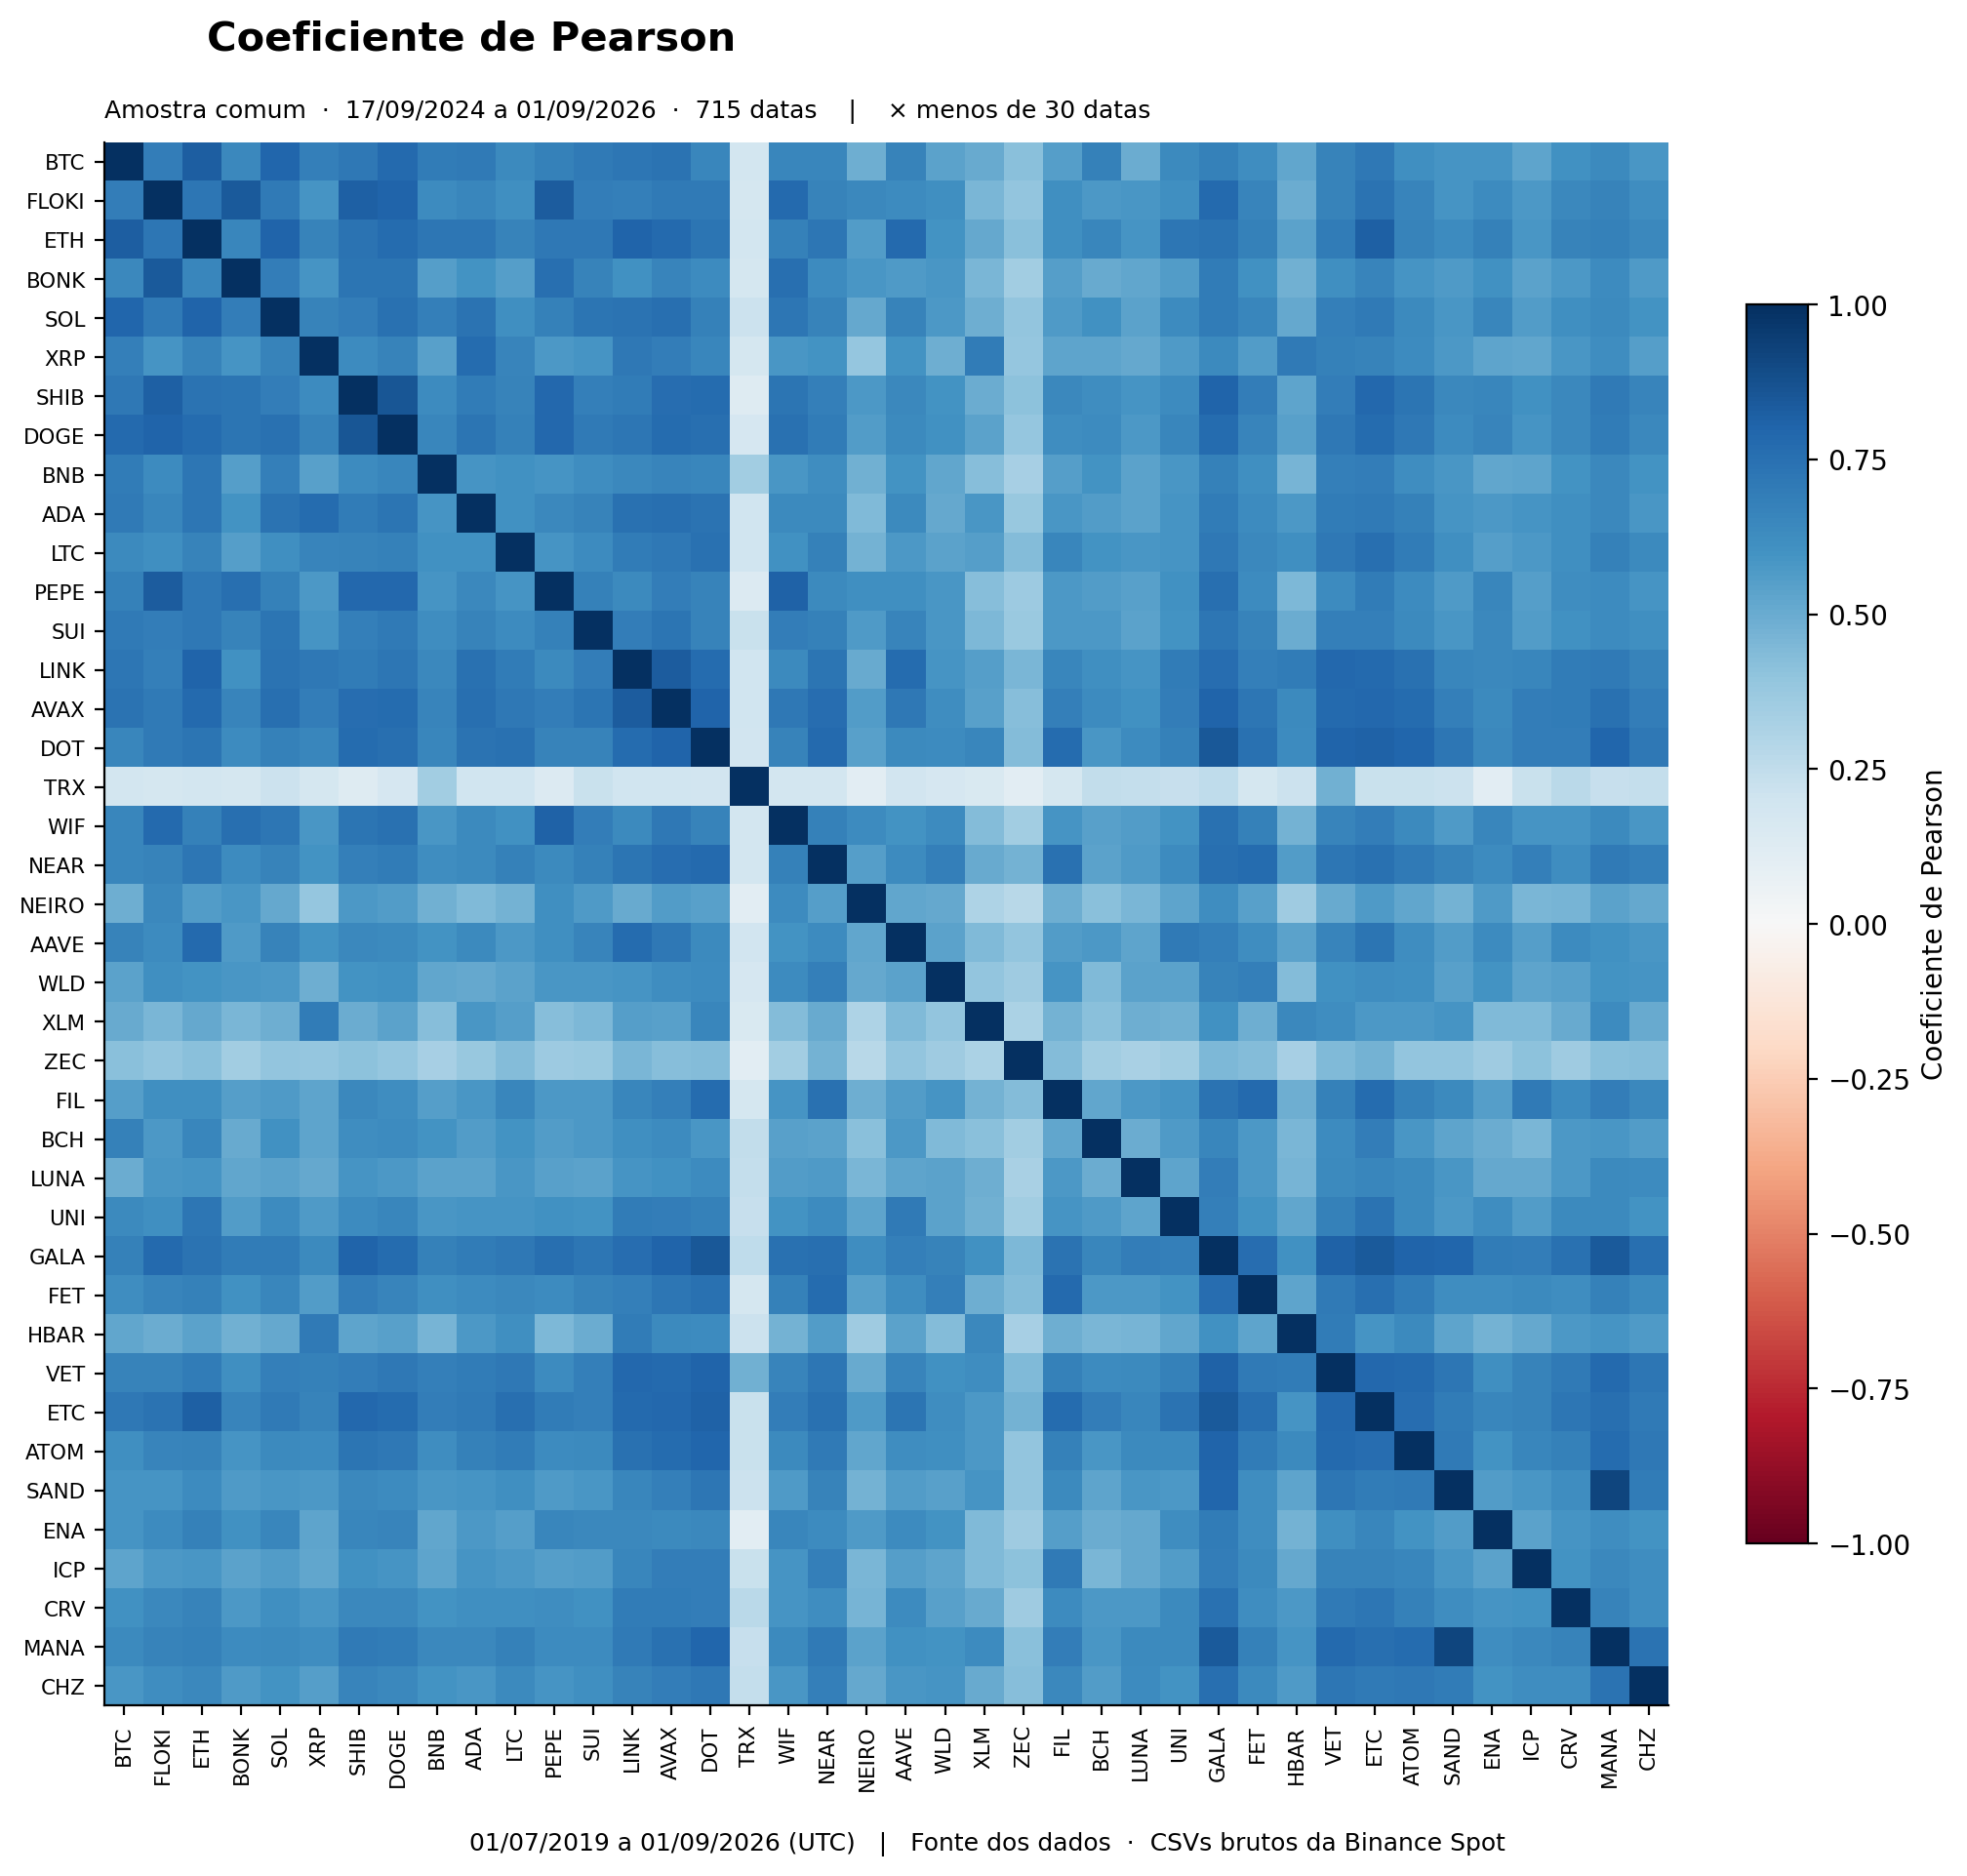 Coeficiente de Pearson
Amostra comum · 17/09/2024 a 01/09/2026 · 715 datas | × menos de 30 datas
BTC
FLOKI
ETH
BONK
SOL
XRP
SHIB
DOGE
BNB
ADA
LTC
PEPE
SUI
LINK
AVAX
DOT
TRX
WIF
NEAR
NEIRO
AAVE
WLD
XLM
ZEC
FIL
BCH
LUNA
UNI
GALA
FET
HBAR
VET
ETC
ATOM
SAND
ENA
ICP
CRV
MANA
CHZ
BTC FLOKI ETH BONK SOL XRP SHIB DOGE BNB ADA LTC PEPE SUI LINK AVAX DOT TRX WIF NEAR NEIRO AAVE WLD XLM ZEC FIL BCH LUNA UNI GALA FET HBAR VET ETC ATOM SAND ENA ICP CRV MANA CHZ
1.00
0.75
0.50
0.25
0.00
−0.25
−0.50
−0.75
−1.00
Coeficiente de Pearson
01/07/2019 a 01/09/2026 (UTC) | Fonte dos dados · CSVs brutos da Binance Spot